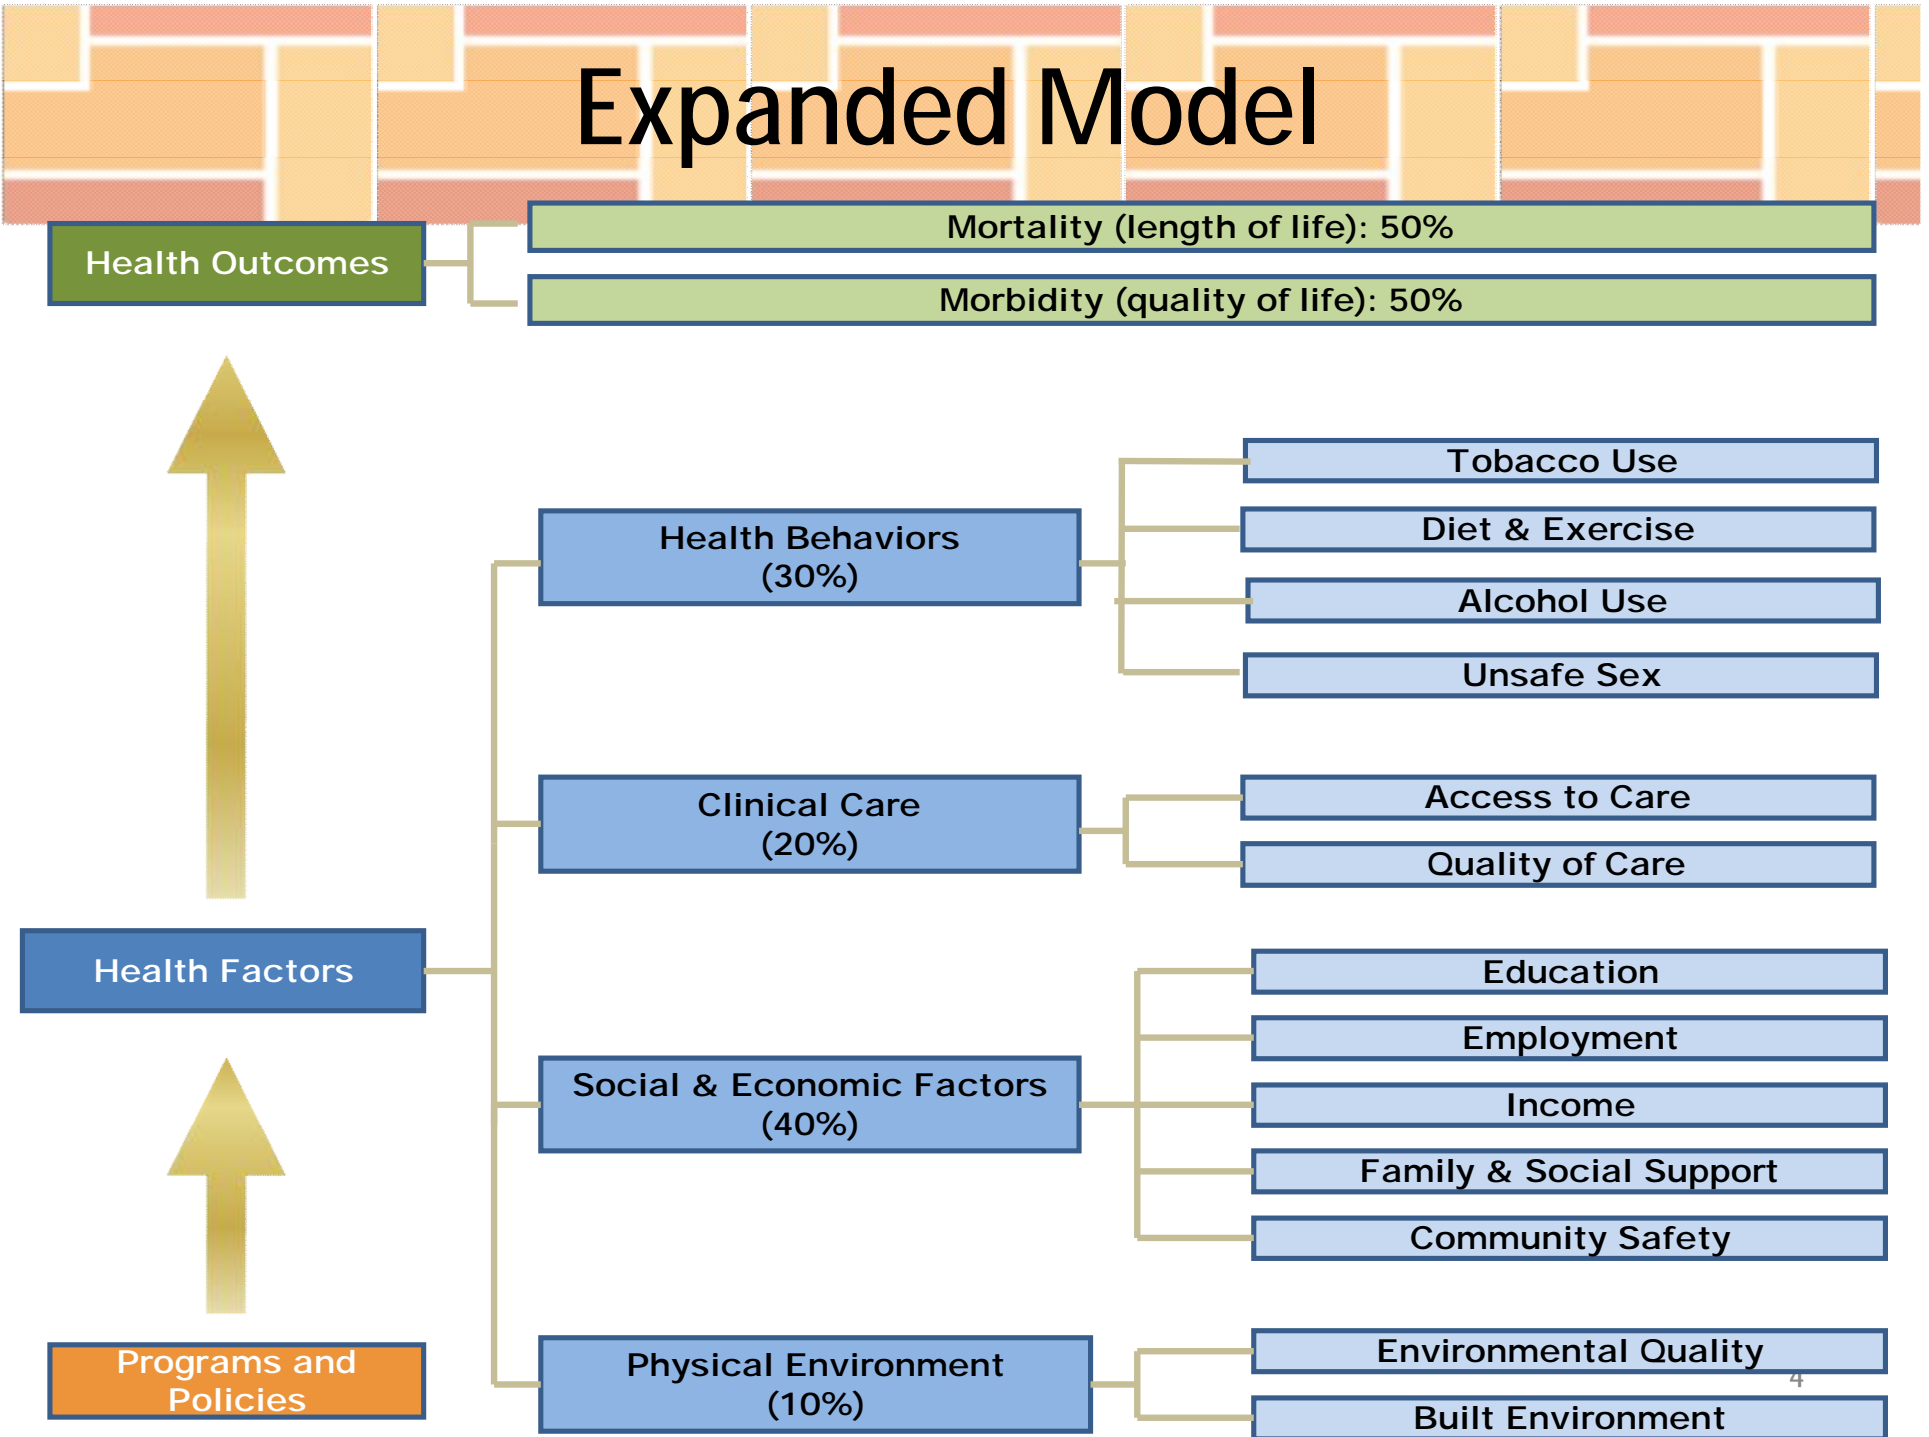 Expanded Model
Health Outcomes
Mortality (length of life): 50%
Morbidity (quality of life): 50%
Health Behaviors
(30%)
Tobacco Use
Diet & Exercise
Alcohol Use
Unsafe Sex
Clinical Care
(20%)
Access to Care
Quality of Care
Health Factors
Social & Economic Factors
(40%)
Education
Employment
Income
Family & Social Support
Community Safety
Programs and
Policies
Physical Environment
(10%)
Environmental Quality
Built Environment
4